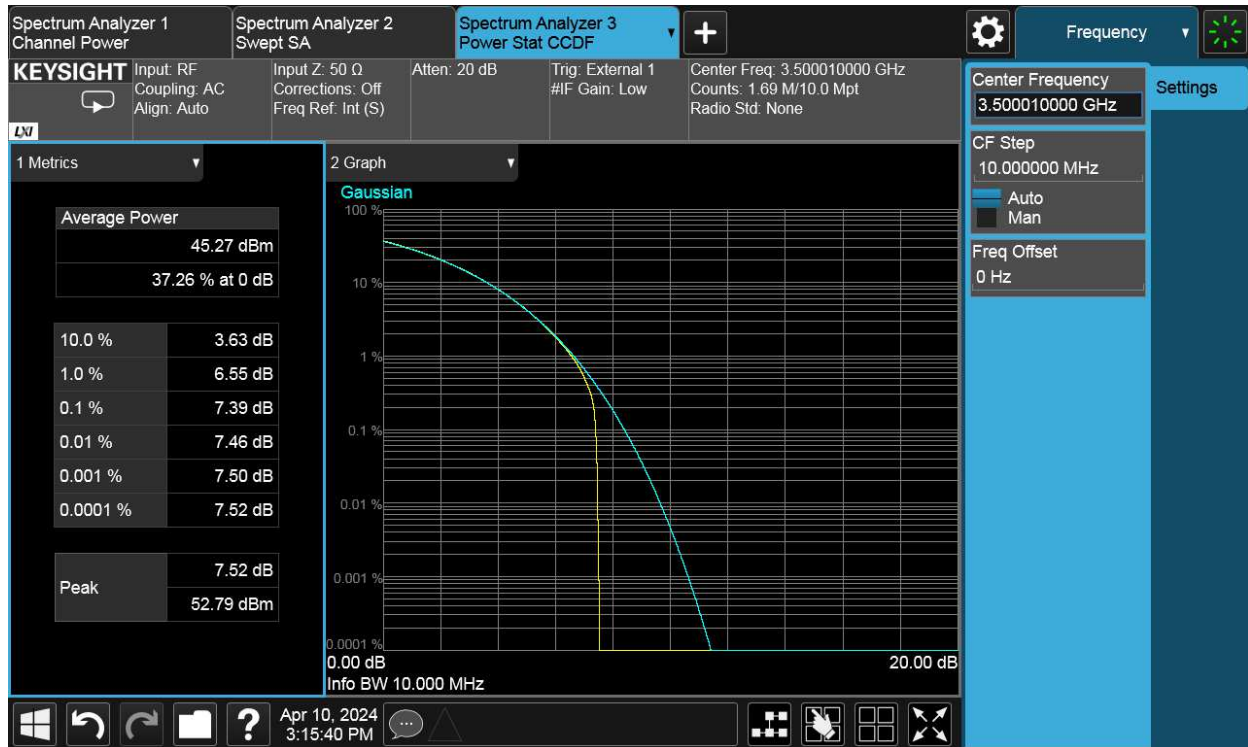 Spectrum Analyzer 1
Channel Power
Spectrum Analyzer 2
Swept SA
Spectrum Analyzer 3
Power Stat CCDF
Frequency
KEYSIGHT
LXI
Input: RF
Coupling: AC
Align: Auto
Input Z: 50 Ω
Corrections: Off
Freq Ref: Int (S)
Atten: 20 dB
Trig: External 1
#IF Gain: Low
Center Freq: 3.500010000 GHz
Counts: 1.69 M/10.0 Mpt
Radio Std: None
Center Frequency
3.500010000 GHz
Settings
CF Step
10.000000 MHz
Auto
Man
Freq Offset
0 Hz
1 Metrics
Average Power
45.27 dBm
37.26 % at 0 dB
10.0 % 3.63 dB
1.0 % 6.55 dB
0.1 % 7.39 dB
0.01 % 7.46 dB
0.001 % 7.50 dB
0.0001 % 7.52 dB
Peak
7.52 dB
52.79 dBm
2 Graph
Gaussian
100 %
10 %
1 %
0.1 %
0.01 %
0.001 %
0.0001 %
0.00 dB 20.00 dB
Info BW 10.000 MHz
?
Apr 10, 2024
3:15:40 PM